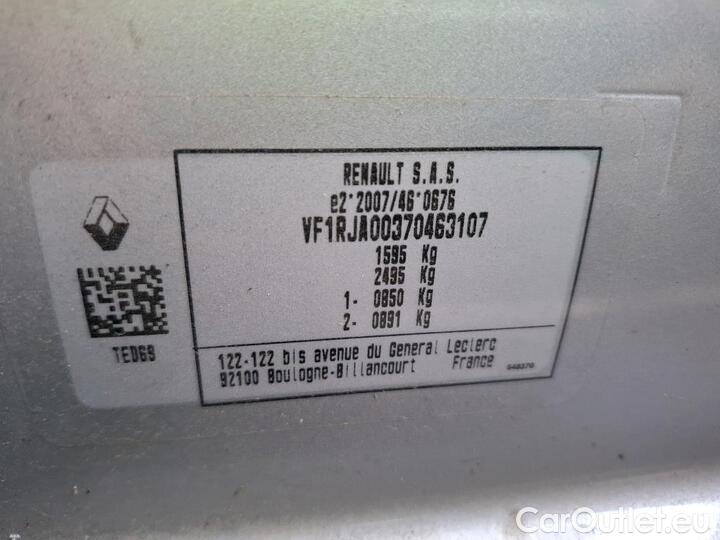 RENAULT S.A.S.
e2*2007/46*0676
VF1RJA00370463107
1595 Kg
2495 Kg
1- 0850 Kg
2- 0891 Kg
TED69
122-122 bis avenue du General Leclerc
92100 Boulogne-Billancourt France
648370
CarOutlet.eu